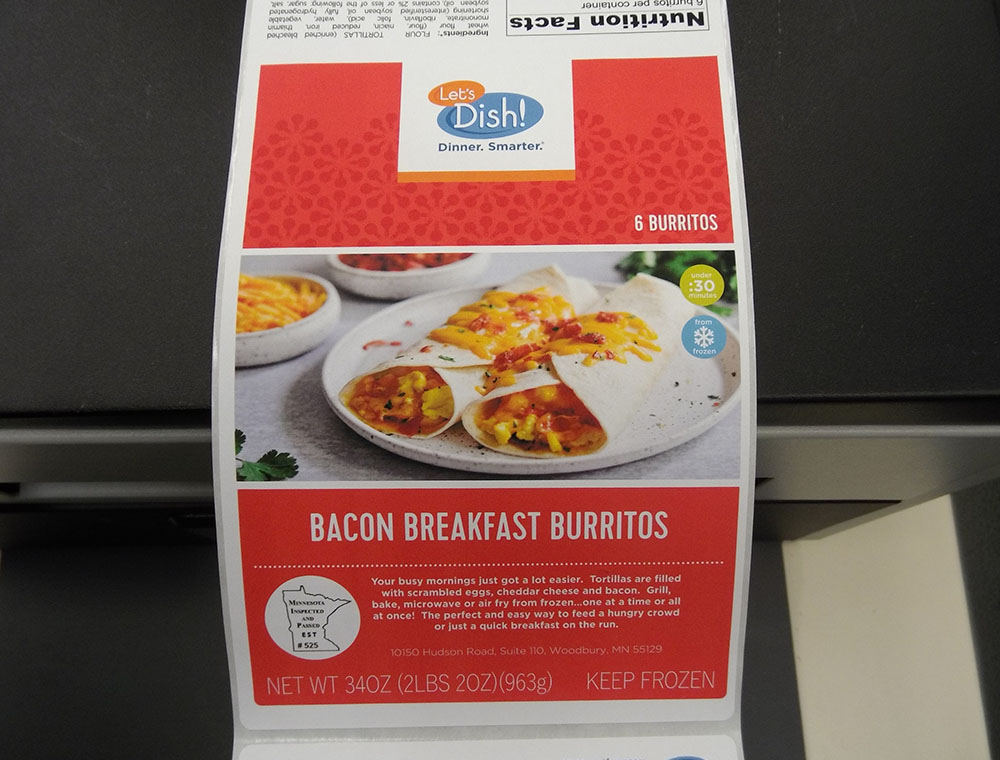 Nutrition Facts
6 burritos per container
Ingredients*: FLOUR TORTILLAS (enriched bleached
wheat flour (flour, niacin, reduced iron, thiamin
mononitrate, riboflavin, folic acid), water, vegetable
shortening (interesterified soybean oil, fully hydrogenated
soybean oil), contains 2% or less of the following: sugar, salt,
Let's
Dish!
Dinner. Smarter.
6 BURRITOS
under
:30
minutes
from
frozen
BACON BREAKFAST BURRITOS
Your busy mornings just got a lot easier. Tortillas are filled
with scrambled eggs, cheddar cheese and bacon. Grill,
bake, microwave or air fry from frozen...one at a time or all
at once! The perfect and easy way to feed a hungry crowd
or just a quick breakfast on the run.
MINNESOTA
INSPECTED
AND
PASSED
EST
#525
10150 Hudson Road, Suite 110, Woodbury, MN 55129
NET WT 34OZ (2LBS 2OZ)(963g) KEEP FROZEN